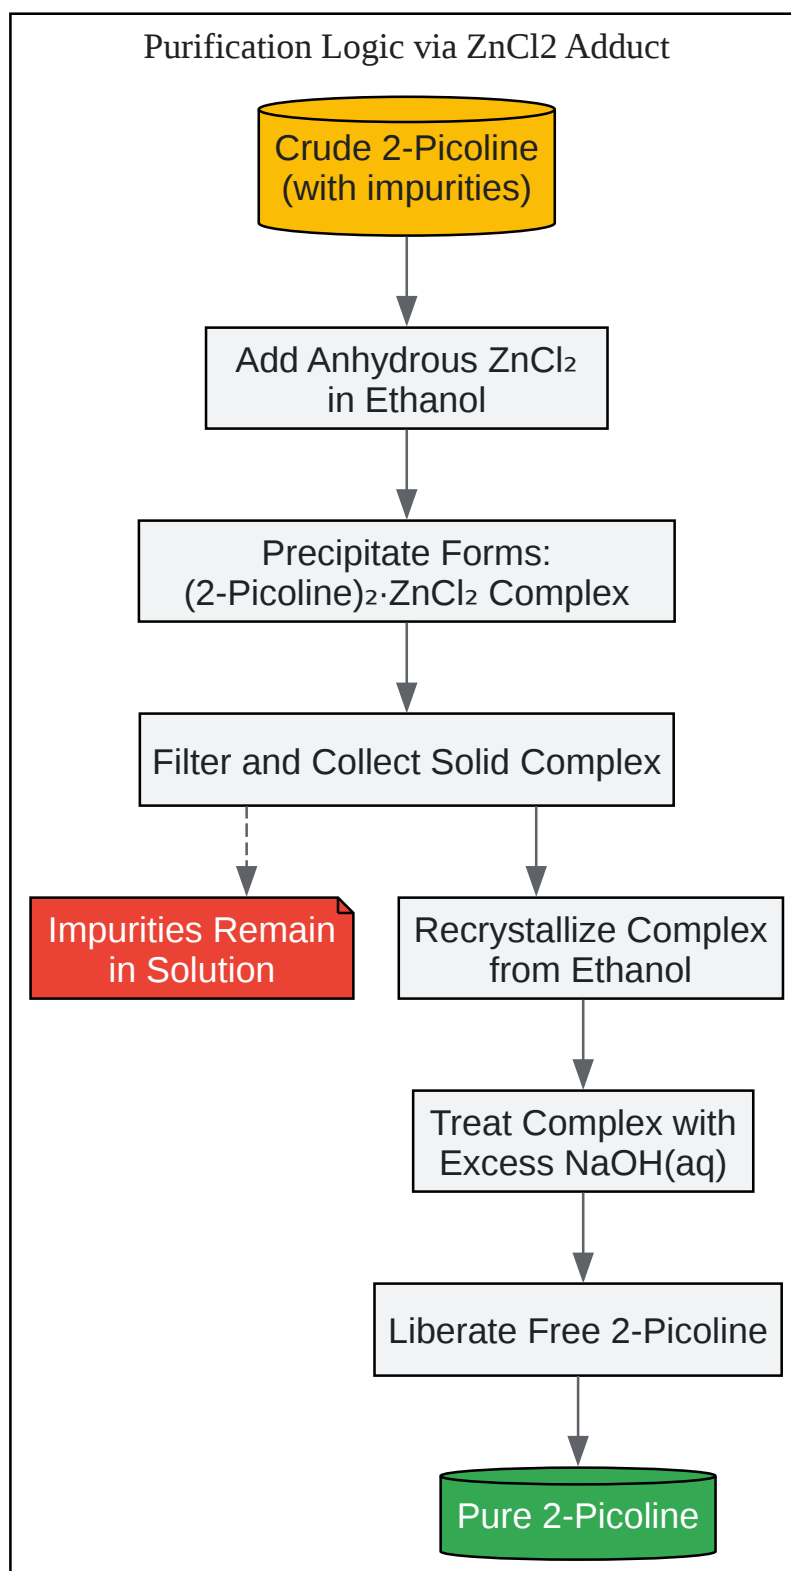 Purification Logic via ZnCl2 Adduct
Crude 2-Picoline
(with impurities)
Add Anhydrous ZnCl₂
in Ethanol
Precipitate Forms:
(2-Picoline)₂·ZnCl₂ Complex
Filter and Collect Solid Complex
Impurities Remain
in Solution
Recrystallize Complex
from Ethanol
Treat Complex with
Excess NaOH(aq)
Liberate Free 2-Picoline
Pure 2-Picoline